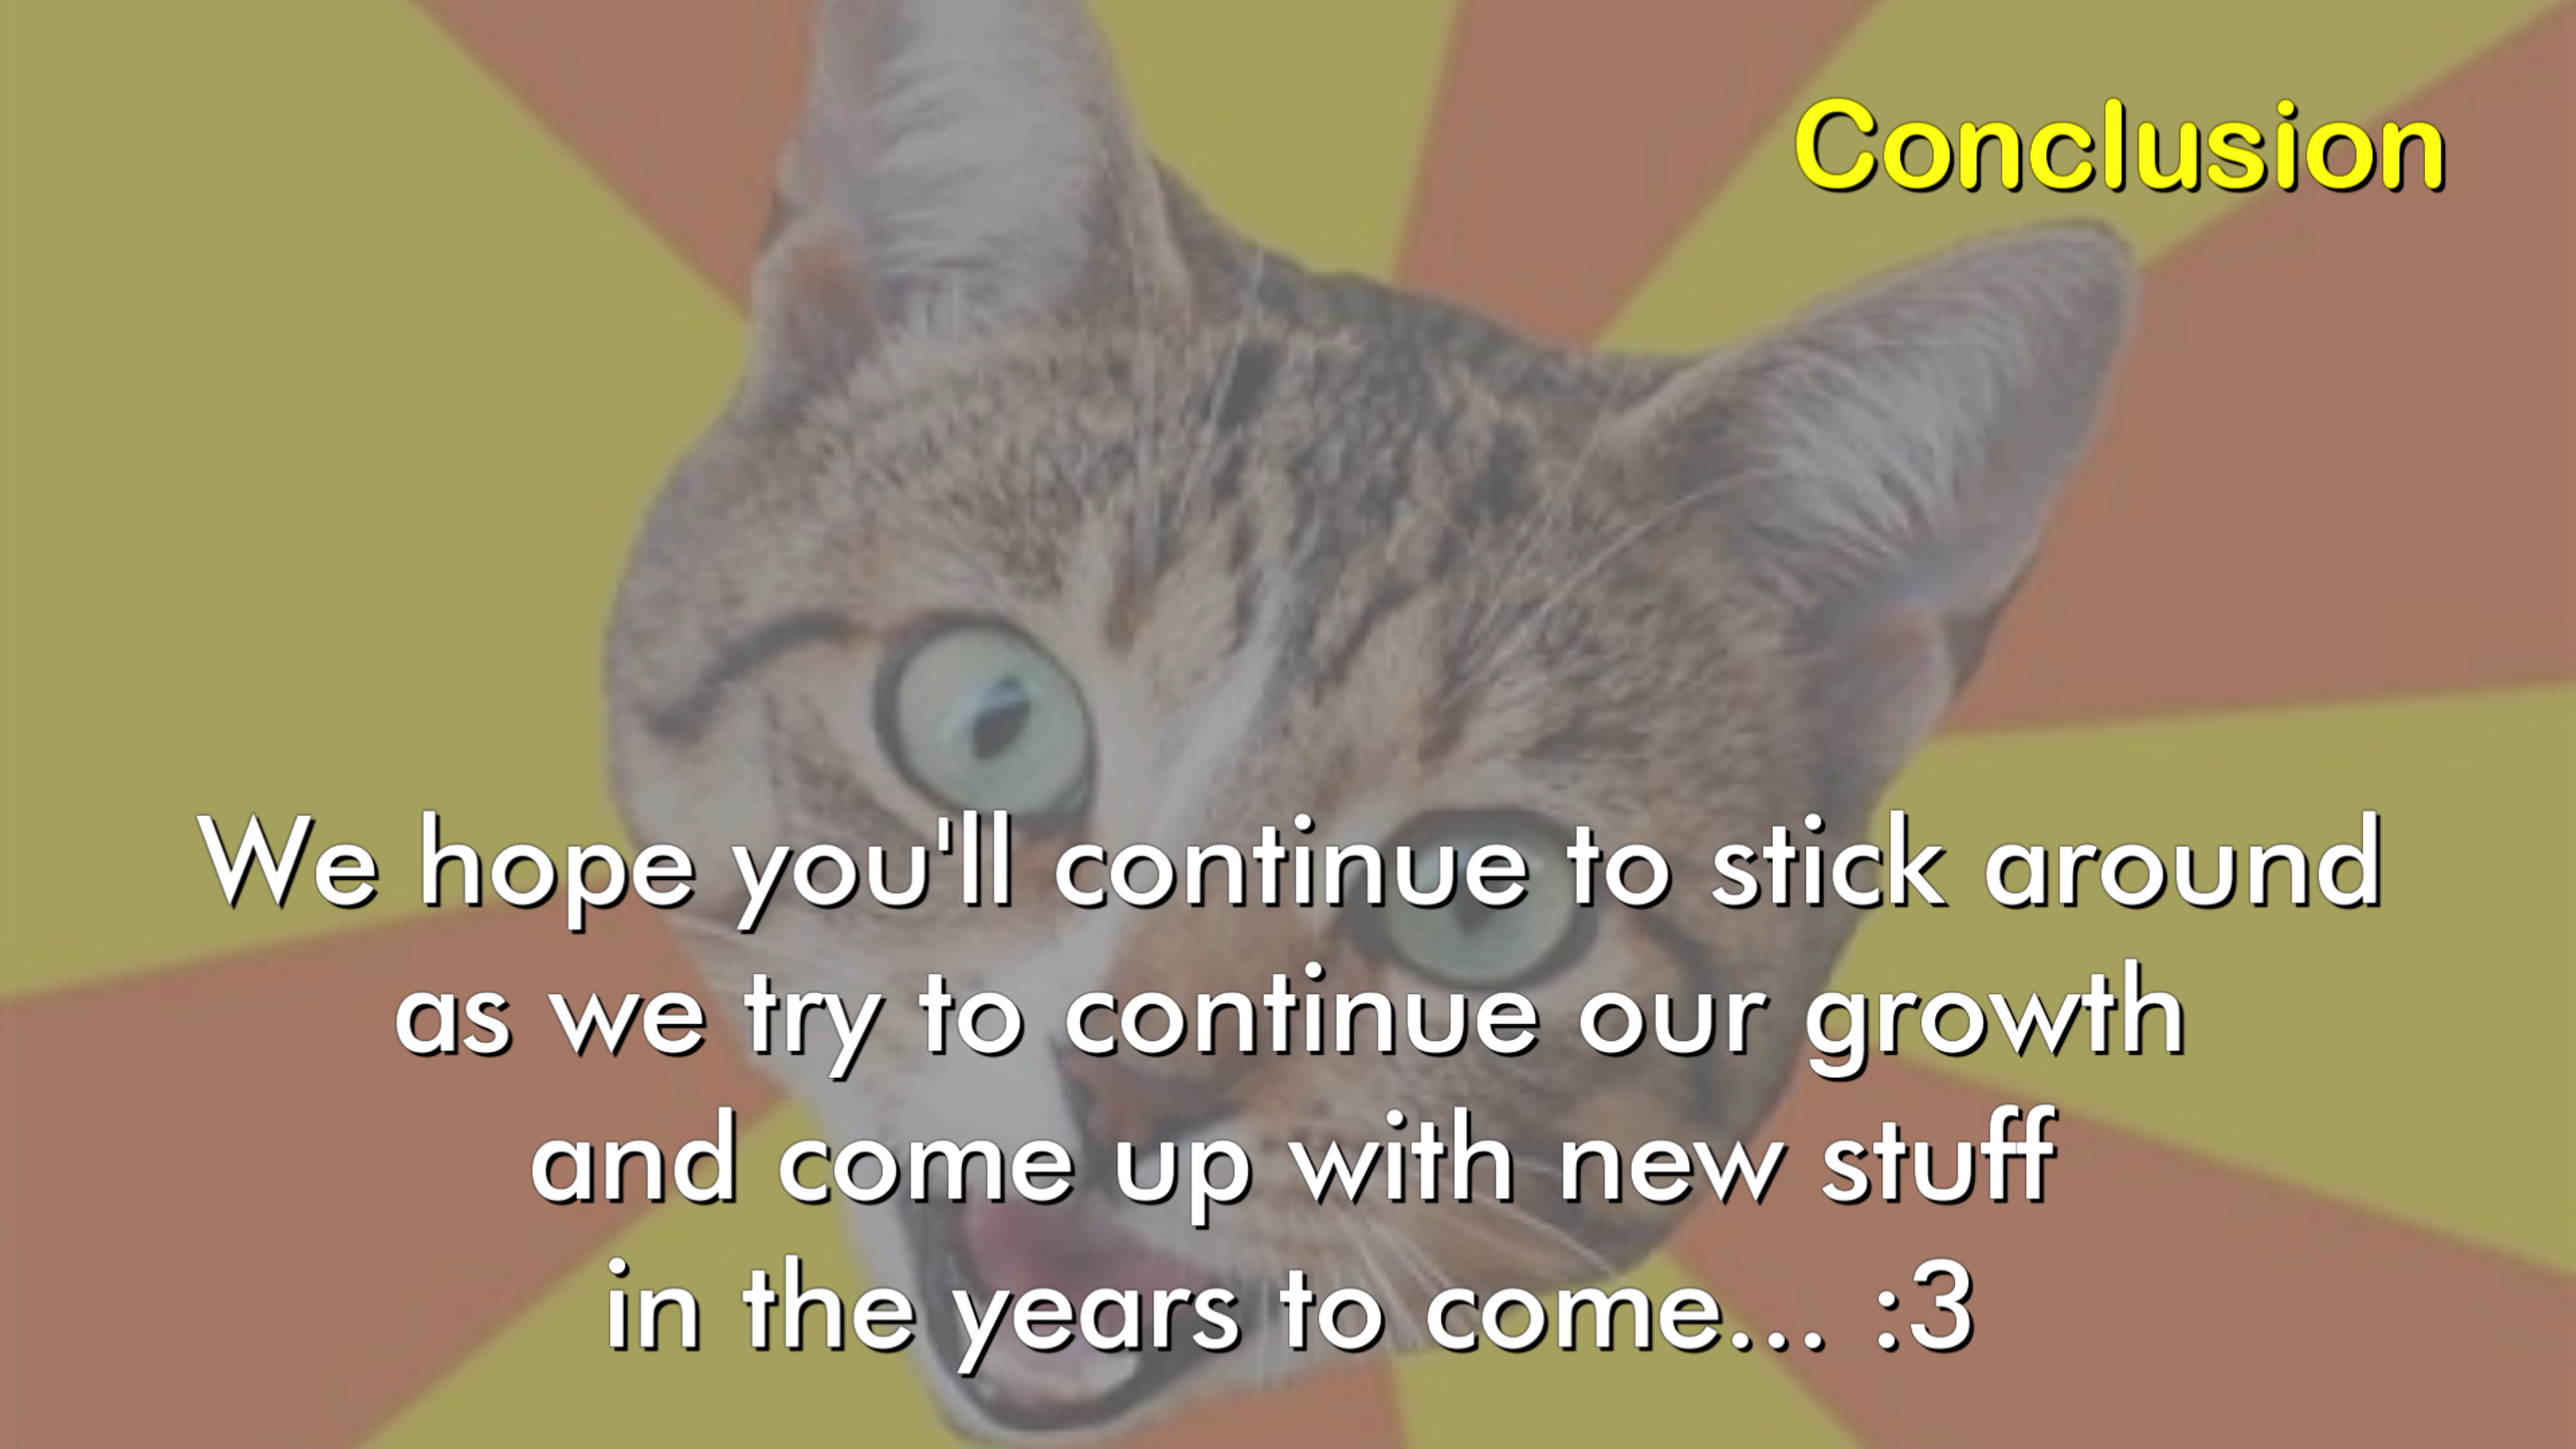 Conclusion
We hope you'll continue to stick around
as we try to continue our growth
and come up with new stuff
in the years to come... :3